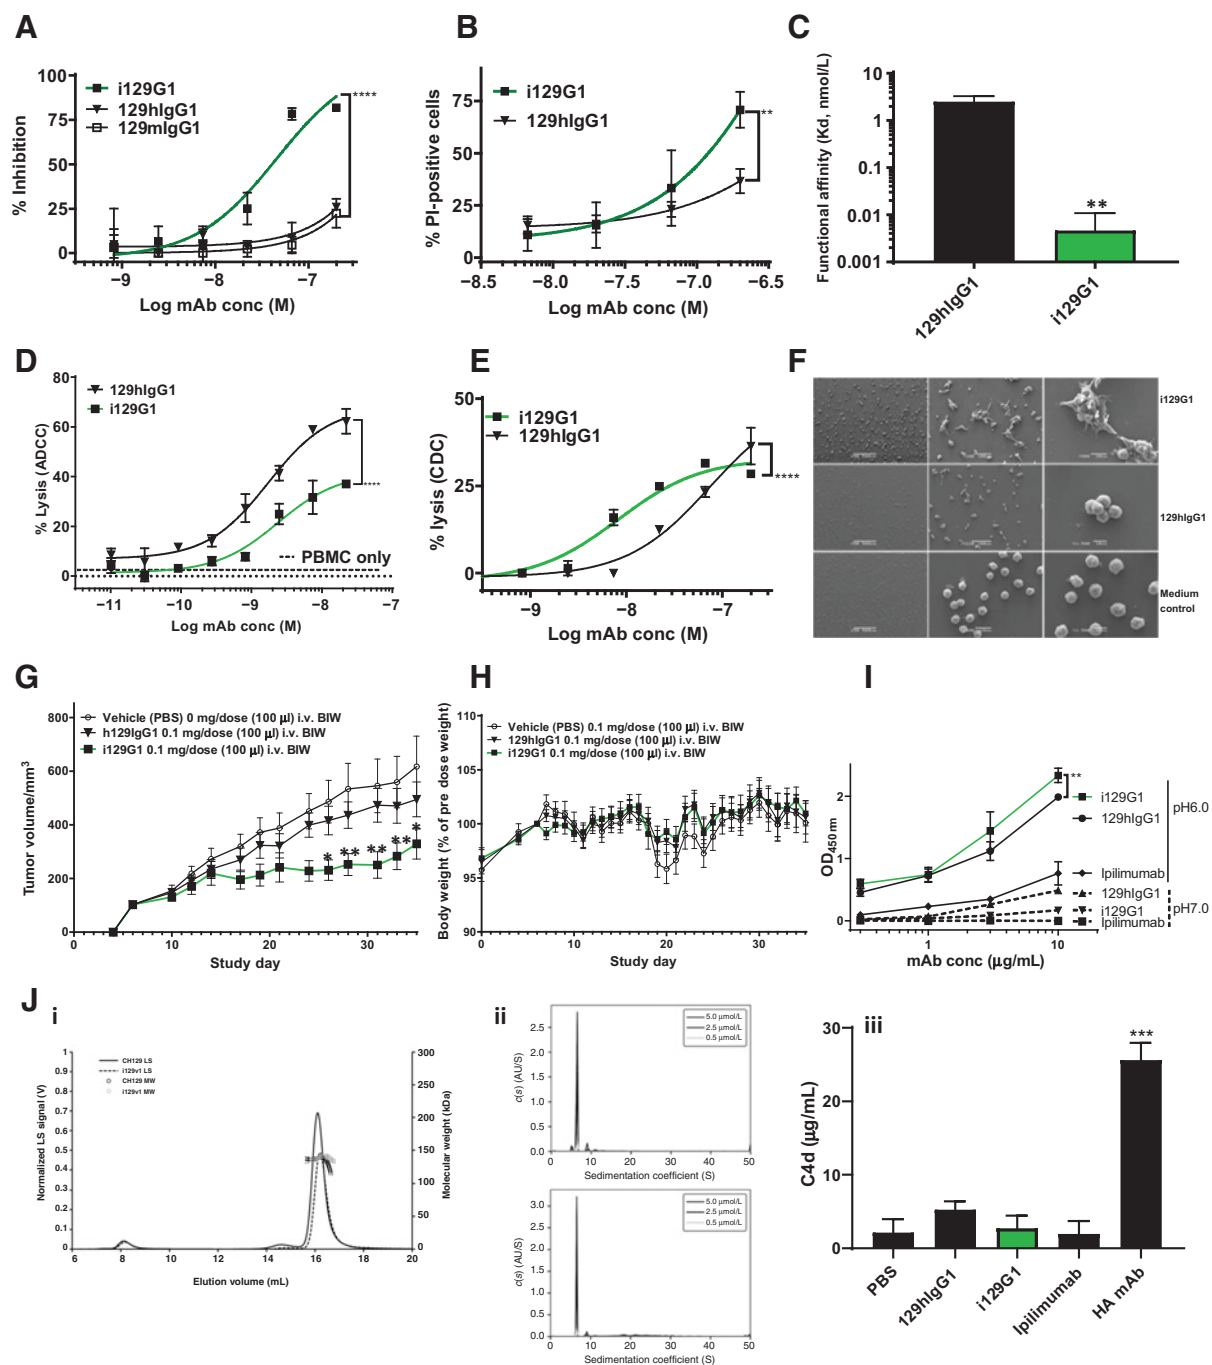 A
% Inhibition
100
75
50
25
0
−9
−8
−7
Log mAb conc (M)
i129G1
129hIgG1
129mIgG1
****
B
% PI-positive cells
75
50
25
0
−8.5
−8.0
−7.5
−7.0
−6.5
Log mAb conc (M)
i129G1
129hIgG1
**
C
Functional affinity (Kd, nmol/L)
10
1
0.1
0.01
0.001
**
129hIgG1
i129G1
D
% Lysis (ADCC)
80
60
40
20
0
129hIgG1
i129G1
****
PBMC only
−11
−10
−9
−8
−7
Log mAb conc (M)
E
% lysis (CDC)
50
25
0
i129G1
129hIgG1
****
−9
−8
−7
Log mAb conc (M)
F
i129G1
129hIgG1
Medium
control
G
Tumor volume/mm3
800
600
400
200
0
Vehicle (PBS) 0 mg/dose (100 µl) i.v. BIW
h129IgG1 0.1 mg/dose (100 µl) i.v. BIW
i129G1 0.1 mg/dose (100 µl) i.v. BIW
* ** ** ** *
0
10
20
30
Study day
H
Body weight (% of pre dose weight)
110
105
100
95
90
Vehicle (PBS) 0.1 mg/dose (100 µl) i.v. BIW
129hIgG1 0.1 mg/dose (100 µl) i.v. BIW
i129G1 0.1 mg/dose (100 µl) i.v. BIW
0
10
20
30
Study day
I
OD450 nm
2
1
0
1
10
mAb conc (µg/mL)
**
i129G1
129hIgG1
Ipilimumab
pH6.0
129hIgG1
i129G1
Ipilimumab
pH7.0
J
i
Normalized LS signal (V)
1
0.9
0.8
0.7
0.6
0.5
0.4
0.3
0.2
0.1
0
CH129 LS
i129v1 LS
CH129 MW
i129v1 MW
300
250
200
150
100
50
0
Molecular weight (kDa)
6
8
10
12
14
16
18
20
Elution volume (mL)
ii
c(s) (AU/S)
2.5
2.0
1.5
1.0
0.5
0.0
5.0 µmol/L
2.5 µmol/L
0.5 µmol/L
0
10
20
30
40
50
Sedimentation coefficient (S)
c(s) (AU/S)
3.0
2.5
2.0
1.5
1.0
0.5
0.0
5.0 µmol/L
2.5 µmol/L
0.5 µmol/L
0
10
20
30
40
50
Sedimentation coefficient (S)
iii
C4d (µg/mL)
30
20
10
0
***
PBS
129hIgG1
i129G1
Ipilimumab
HA mAb